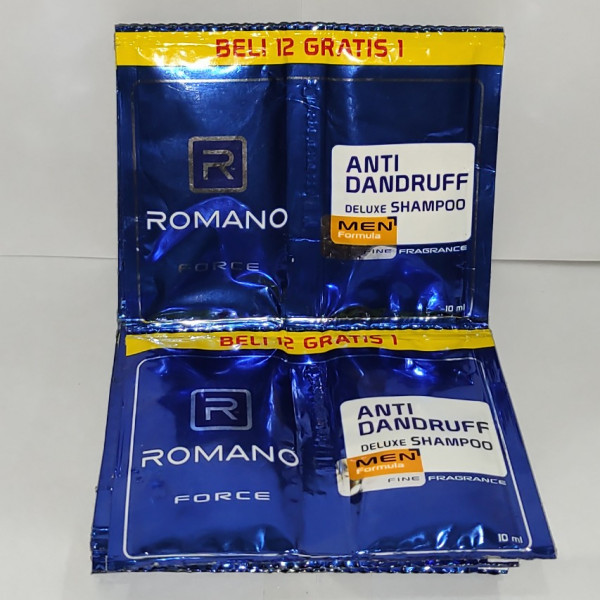 BELI 12 GRATIS 1
R
ROMANO
FORCE
ANTI
DANDRUFF
DELUXE SHAMPOO
MEN
Formula
FINE FRAGRANCE
10 ml
BELI 12 GRATIS 1
R
ROMANO
FORCE
ANTI
DANDRUFF
DELUXE SHAMPOO
MEN
Formula
FINE FRAGRANCE
10 ml